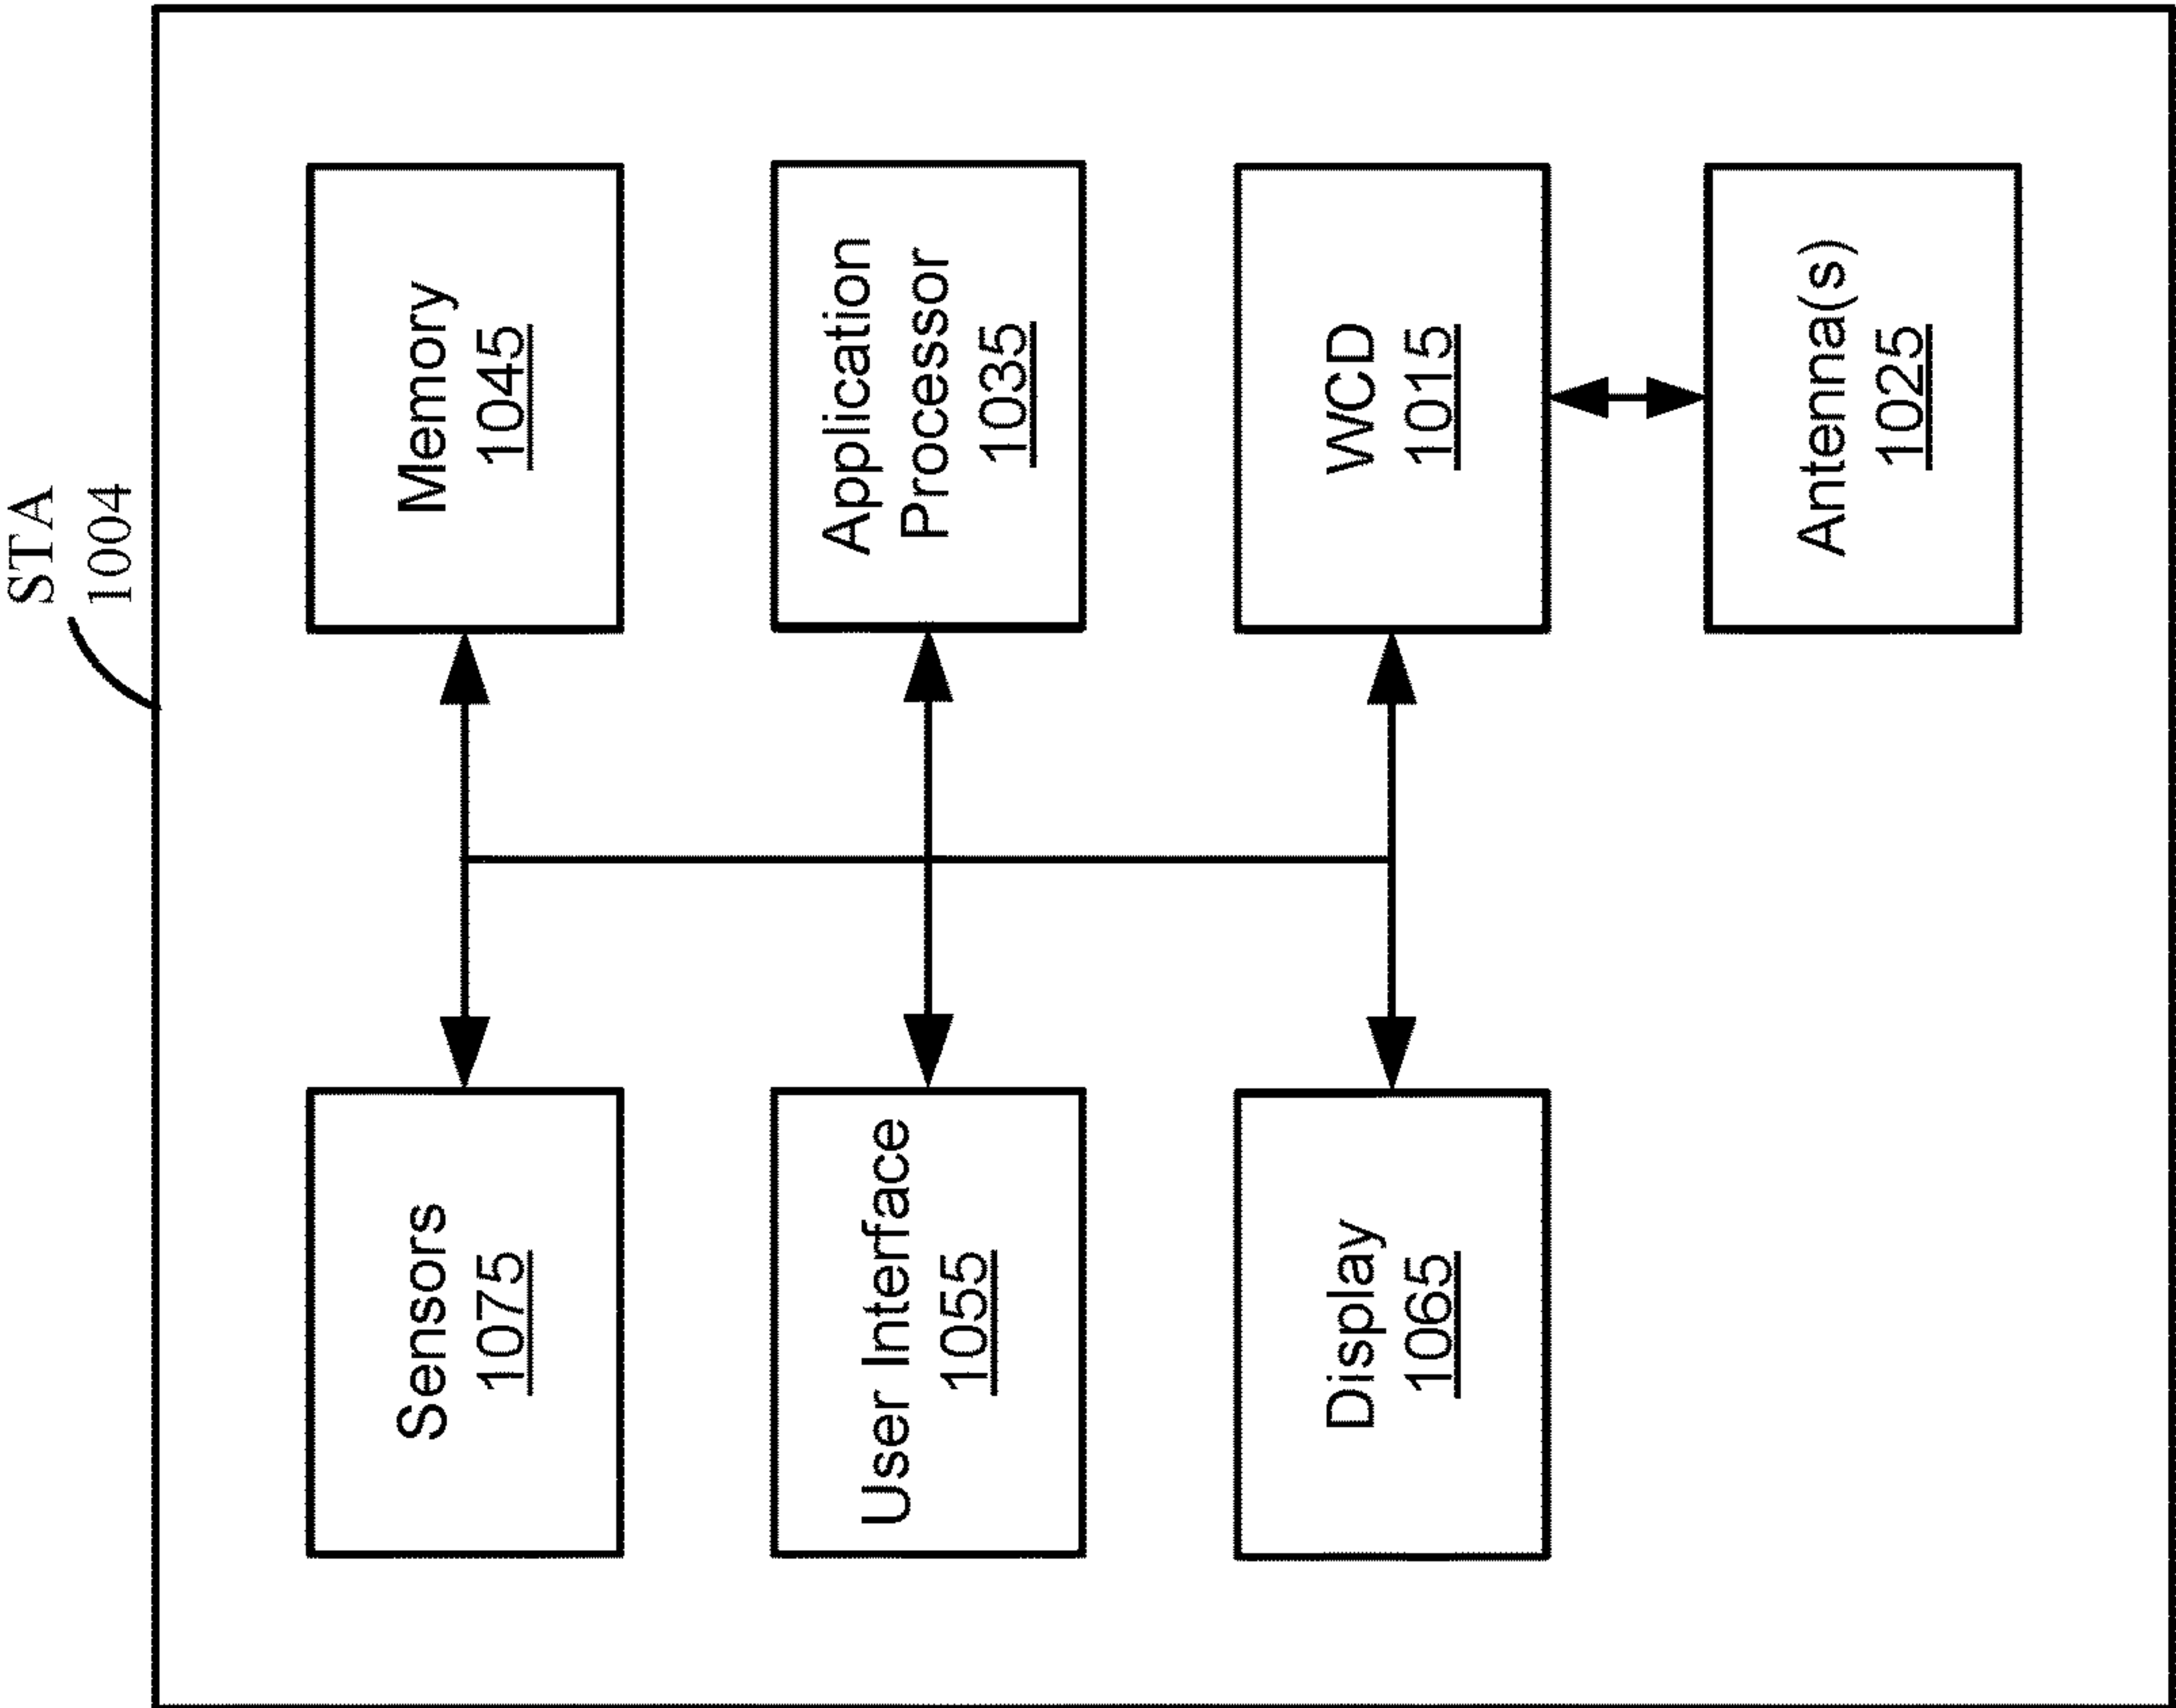 STA
1004
Sensors
1075
Memory
1045
User Interface
1055
Application
Processor
1035
Display
1065
WCD
1015
Antenna(s)
1025